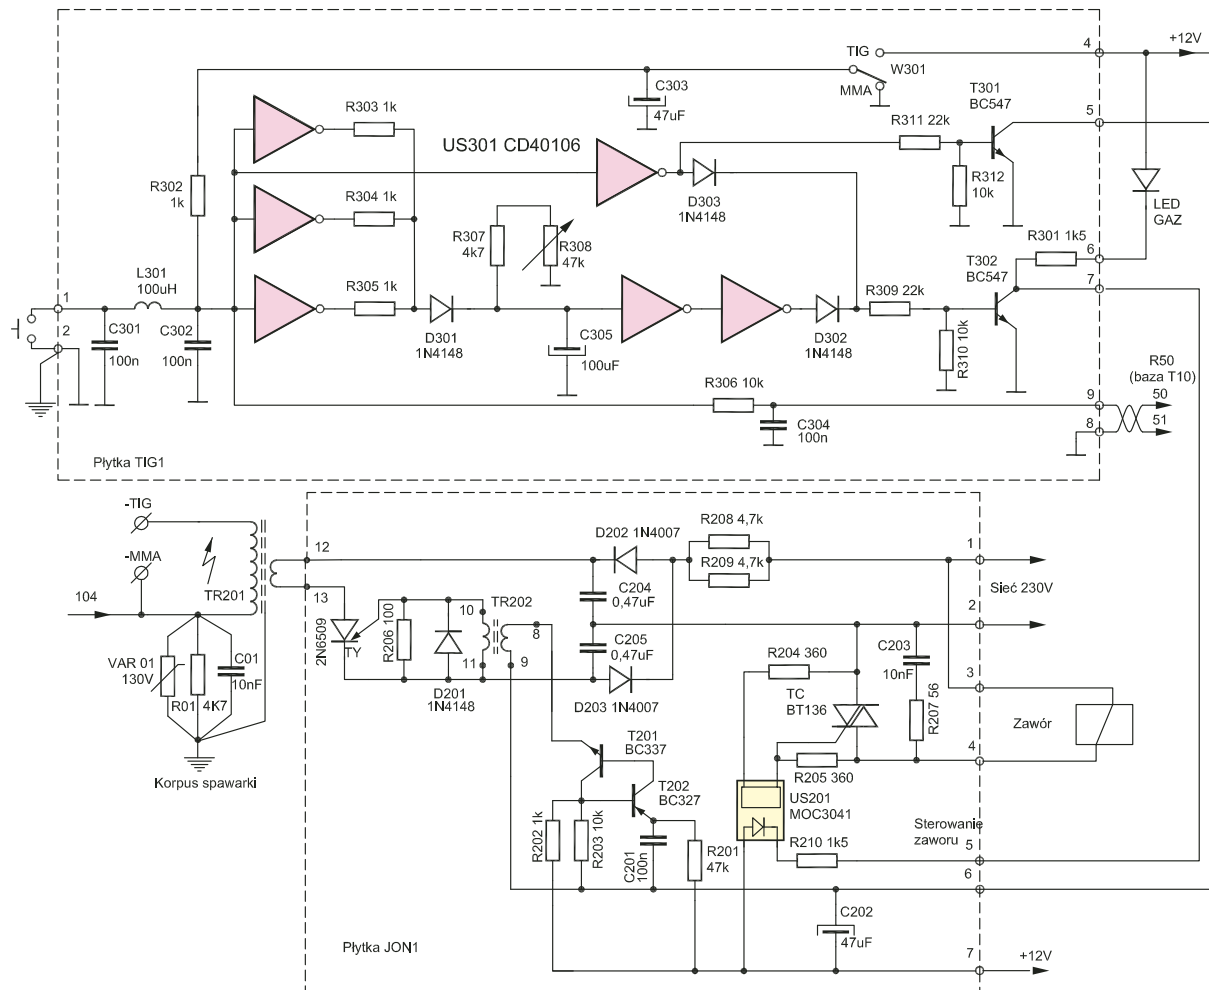 TIG
W301
MMA
4
+12V
C303
47uF
T301
BC547
5
R303 1k
US301 CD40106
R311 22k
R302
1k
R304 1k
D303
1N4148
R312
10k
LED
GAZ
R307
4k7
R308
47k
R301 1k5
6
T302
BC547
7
L301
100uH
R305 1k
R309 22k
1
2
C301
100n
C302
100n
D301
1N4148
C305
100uF
D302
1N4148
R310 10k
R50
(baza T10)
R306 10k
9
50
C304
100n
8
51
Płytka TIG1
-TIG
R208 4,7k
D202 1N4007
12
1
-MMA
R209 4,7k
TR201
C204
0,47uF
Sieć 230V
104
13
2N6509
TY
R206 100
10
TR202
8
2
C205
0,47uF
C203
10nF
VAR 01
130V
C01
10nF
11
9
R204 360
3
R01
4K7
D201
1N4148
D203 1N4007
TC
BT136
R207 56
Zawór
T201
BC337
4
Korpus spawarki
R205 360
T202
BC327
US201
MOC3041
R202 1k
R203 10k
C201
100n
R201
47k
R210 1k5
Sterowanie
zaworu
5
6
C202
47uF
Płytka JON1
7
+12V